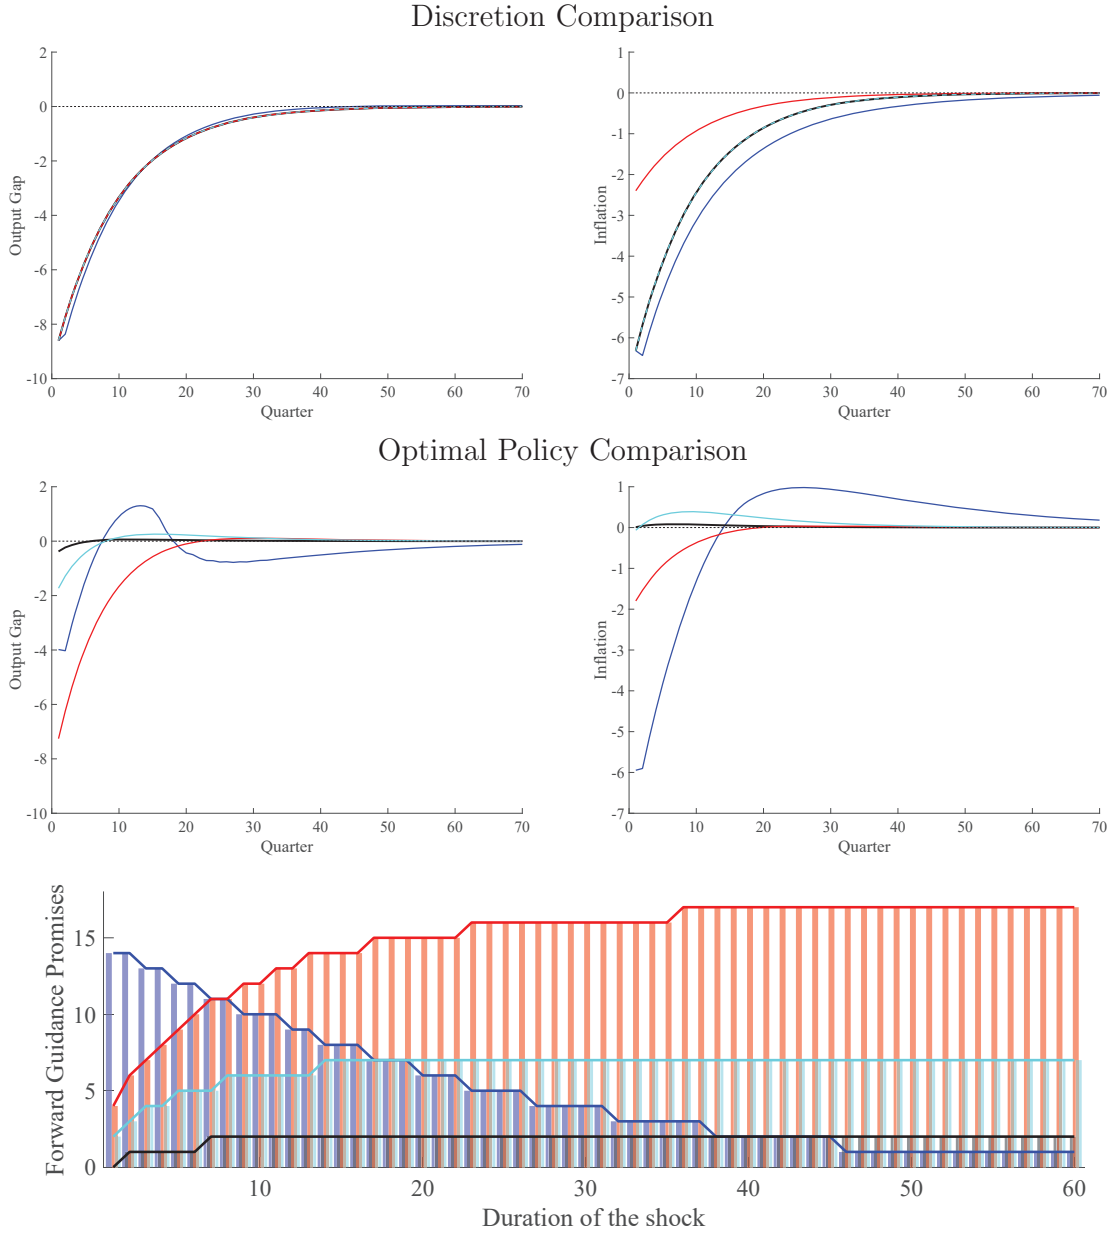 Discretion Comparison
2
0
-2
-4
-6
-8
-10
Output Gap
0 10 20 30 40 50 60 70
Quarter
1
0
-1
-2
-3
-4
-5
-6
-7
Inflation
0 10 20 30 40 50 60 70
Quarter
Optimal Policy Comparison
2
0
-2
-4
-6
-8
-10
Output Gap
0 10 20 30 40 50 60 70
Quarter
1
0
-1
-2
-3
-4
-5
-6
-7
Inflation
0 10 20 30 40 50 60 70
Quarter
Forward Guidance Promises
15
10
5
0
10 20 30 40 50 60
Duration of the shock